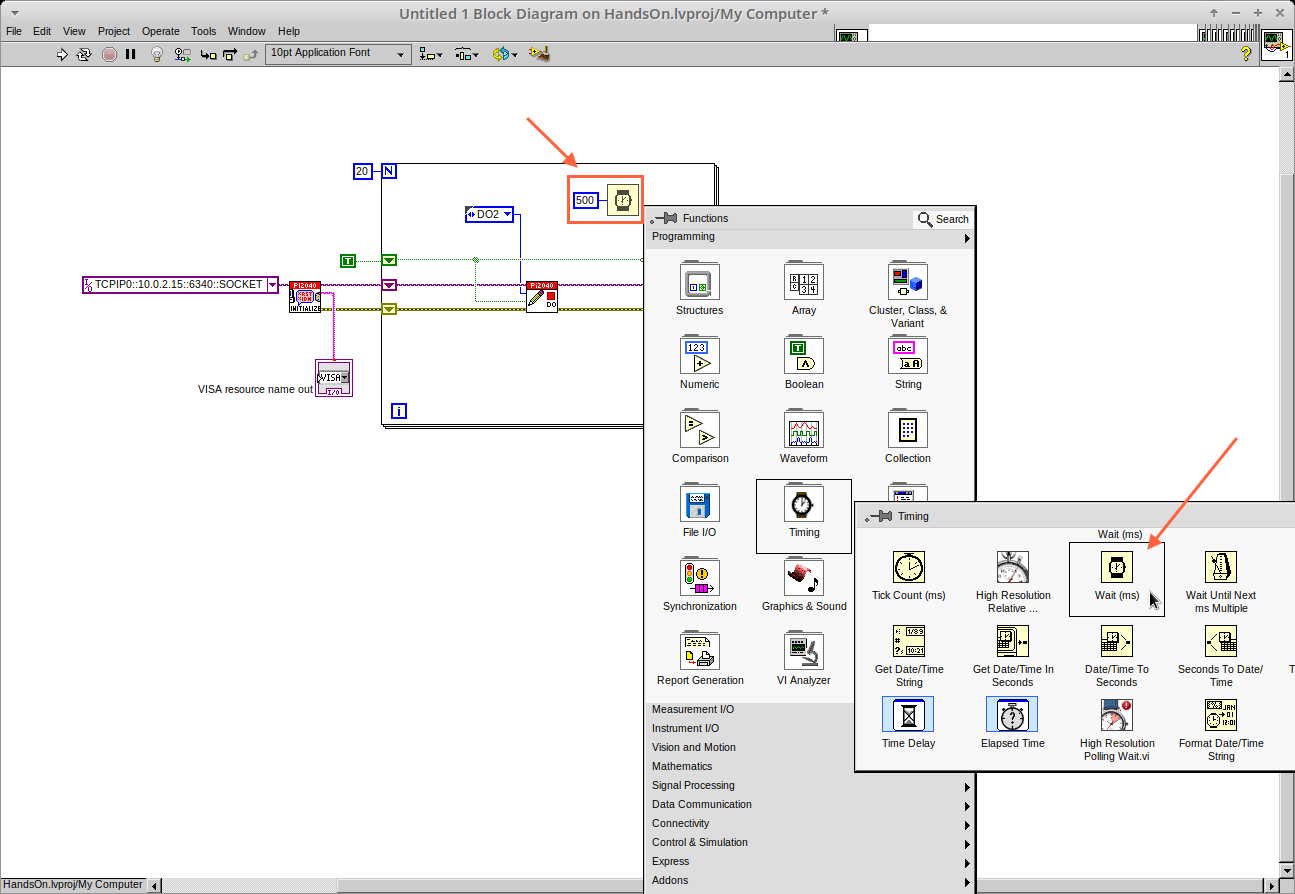 Untitled 1 Block Diagram on HandsOn.lvproj/My Computer *
File Edit View Project Operate Tools Window Help
10pt Application Font
?
1
20 N
500
DO2
T
TCPIP0::10.0.2.15::6340::SOCKET
Pi2040
INITIALIZE
Pi2040
DO
VISA resource name out
VISA
I/O
i
Functions
Search
Programming
Structures
Array
Cluster, Class, &
Variant
123
T
abc
Numeric
Boolean
String
Comparison
Waveform
Collection
File I/O
Timing
Synchronization
Graphics & Sound
Report Generation
VI Analyzer
Measurement I/O
Instrument I/O
Vision and Motion
Mathematics
Signal Processing
Data Communication
Connectivity
Control & Simulation
Express
Addons
Timing
Wait (ms)
Tick Count (ms)
High Resolution
Relative ...
Wait (ms)
Wait Until Next
ms Multiple
Get Date/Time
String
Get Date/Time In
Seconds
Date/Time To
Seconds
Seconds To Date/
Time
T
Time Delay
Elapsed Time
High Resolution
Polling Wait.vi
Format Date/Time
String
HandsOn.lvproj/My Computer